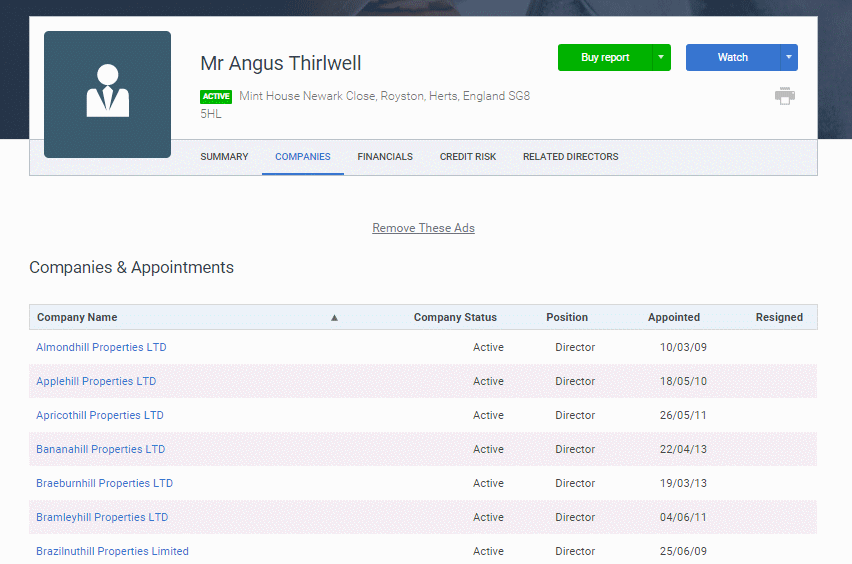 Mr Angus Thirlwell
Buy report
Watch
ACTIVE Mint House Newark Close, Royston, Herts, England SG8
5HL
SUMMARY COMPANIES FINANCIALS CREDIT RISK RELATED DIRECTORS
Remove These Ads
Companies & Appointments
Company Name ▲ Company Status Position Appointed Resigned
Almondhill Properties LTD Active Director 10/03/09
Applehill Properties LTD Active Director 18/05/10
Apricothill Properties LTD Active Director 26/05/11
Bananahill Properties LTD Active Director 22/04/13
Braeburnhill Properties LTD Active Director 19/03/13
Bramleyhill Properties LTD Active Director 04/06/11
Brazilnuthill Properties Limited Active Director 25/06/09